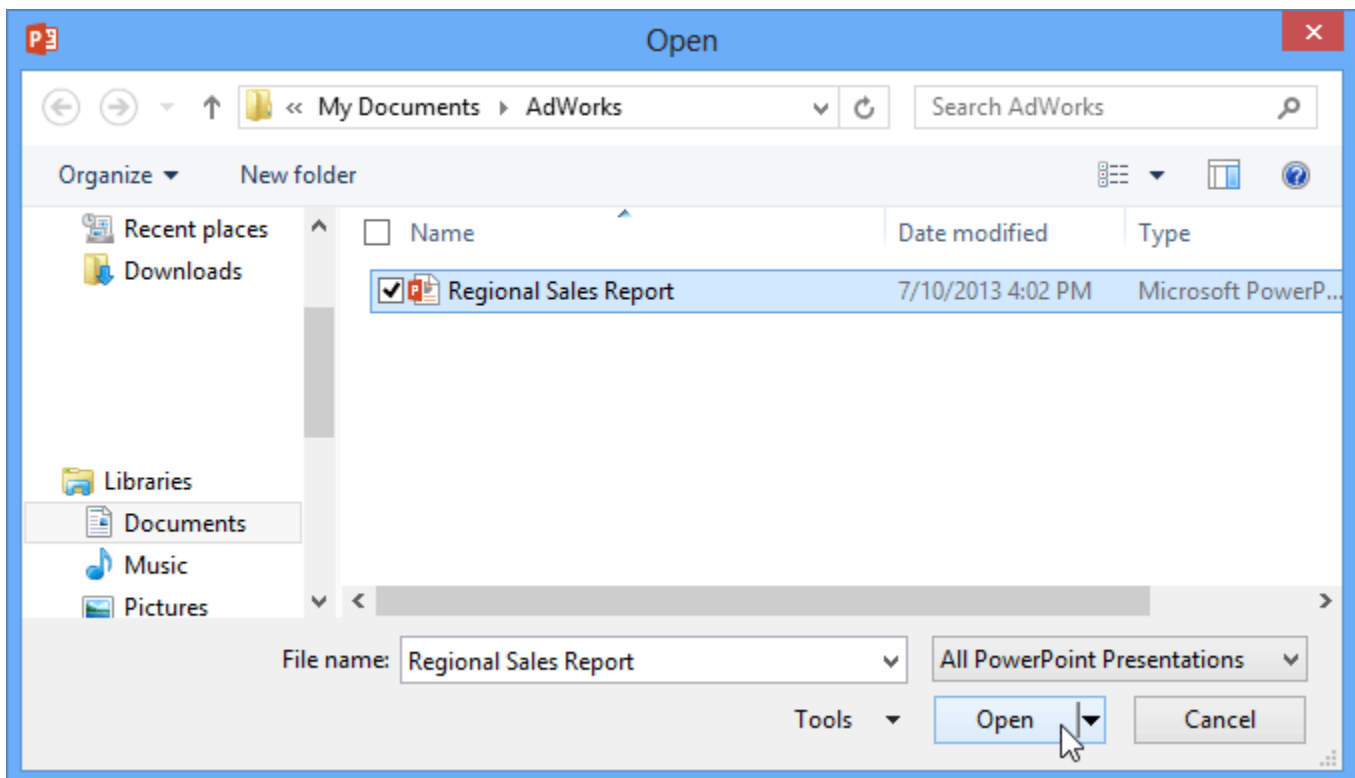 Open
« My Documents AdWorks
Search AdWorks
Organize
New folder
Name
Date modified
Type
Recent places
Downloads
Regional Sales Report
7/10/2013 4:02 PM
Microsoft PowerP...
Libraries
Documents
Music
Pictures
File name:
Regional Sales Report
All PowerPoint Presentations
Tools
Open
Cancel